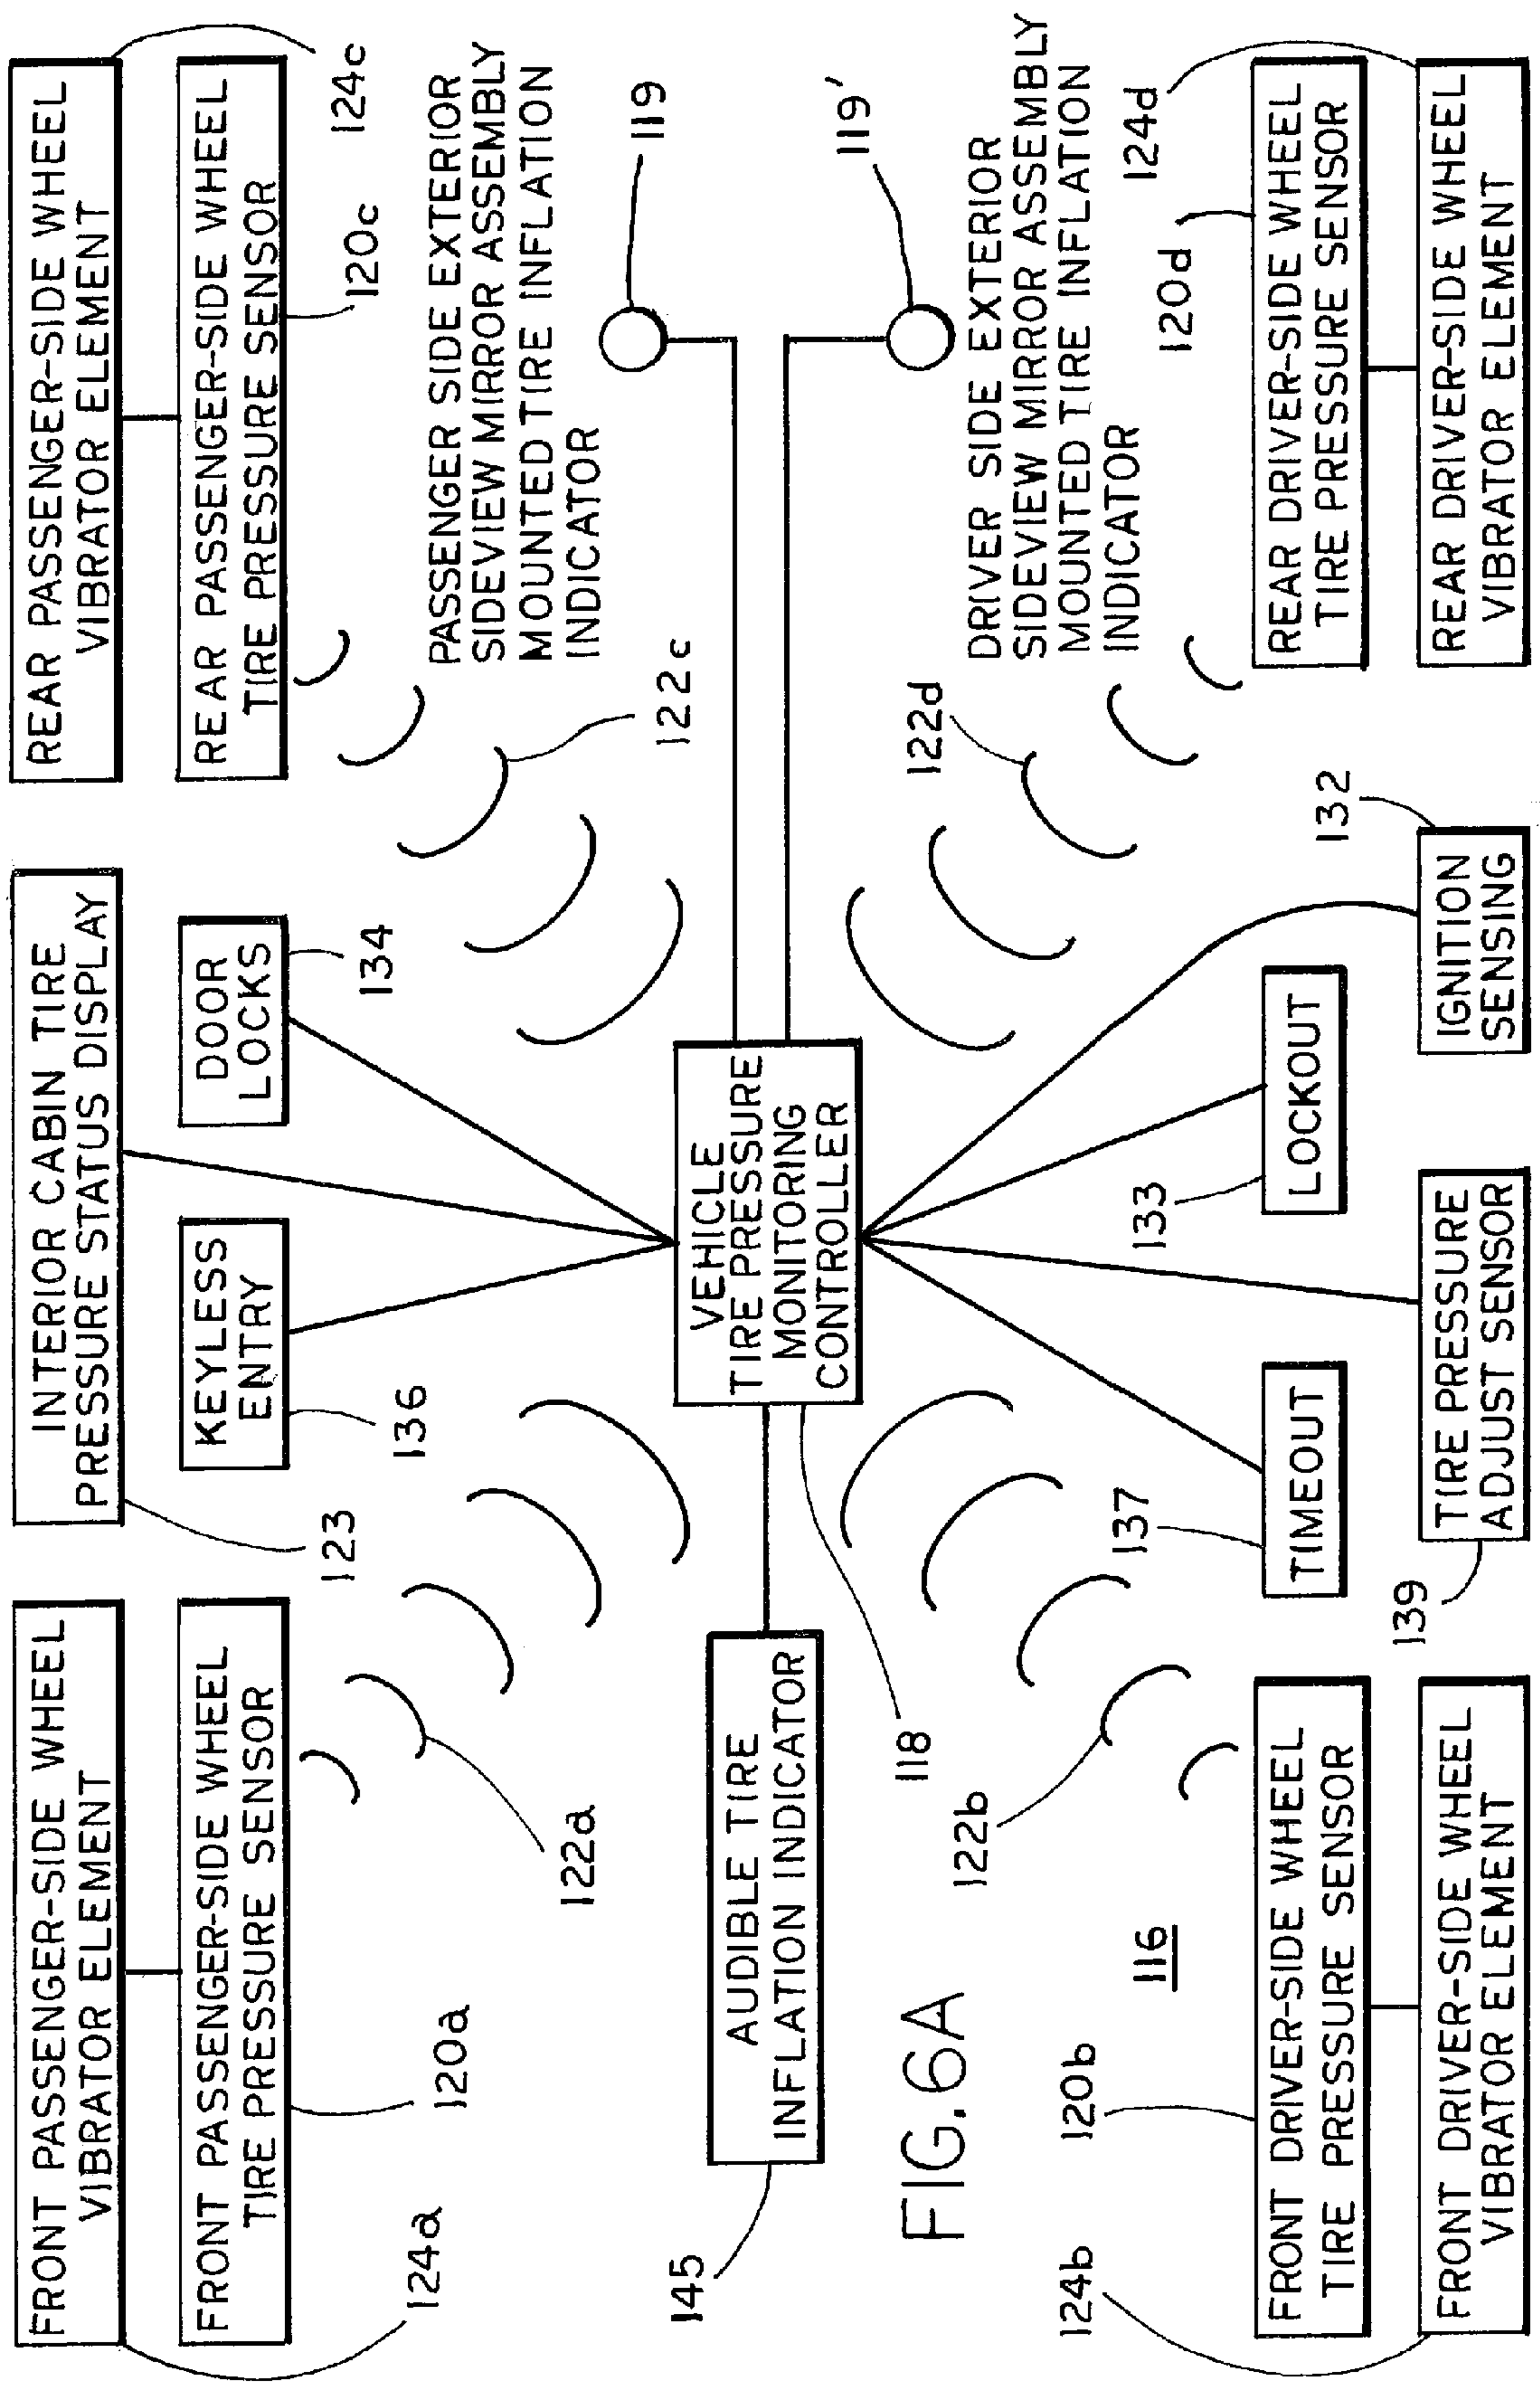 FRONT PASSENGER-SIDE WHEEL
VIBRATOR ELEMENT
FRONT PASSENGER-SIDE WHEEL
TIRE PRESSURE SENSOR
124a
120a
122a
INTERIOR CABIN TIRE
PRESSURE STATUS DISPLAY
123
KEYLESS
ENTRY
136
DOOR
LOCKS
134
REAR PASSENGER-SIDE WHEEL
VIBRATOR ELEMENT
REAR PASSENGER-SIDE WHEEL
TIRE PRESSURE SENSOR
124c
120c
122c
PASSENGER SIDE EXTERIOR
SIDEVIEW MIRROR ASSEMBLY
MOUNTED TIRE INFLATION
INDICATOR
119
145
AUDIBLE TIRE
INFLATION INDICATOR
VEHICLE
TIRE PRESSURE
MONITORING
CONTROLLER
118
119'
DRIVER SIDE EXTERIOR
SIDEVIEW MIRROR ASSEMBLY
MOUNTED TIRE INFLATION
INDICATOR
FIG. 6A
116
122b
122d
124b
120b
FRONT DRIVER-SIDE WHEEL
TIRE PRESSURE SENSOR
FRONT DRIVER-SIDE WHEEL
VIBRATOR ELEMENT
137
TIMEOUT
133
LOCKOUT
139
TIRE PRESSURE
ADJUST SENSOR
132
IGNITION
SENSING
120d
124d
REAR DRIVER-SIDE WHEEL
TIRE PRESSURE SENSOR
REAR DRIVER-SIDE WHEEL
VIBRATOR ELEMENT